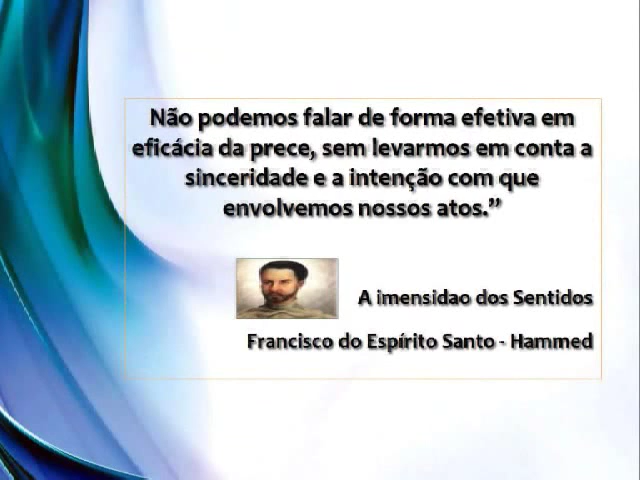 Não podemos falar de forma efetiva em
eficácia da prece, sem levarmos em conta a
sinceridade e a intenção com que
envolvemos nossos atos.”
A imensidao dos Sentidos
Francisco do Espírito Santo - Hammed